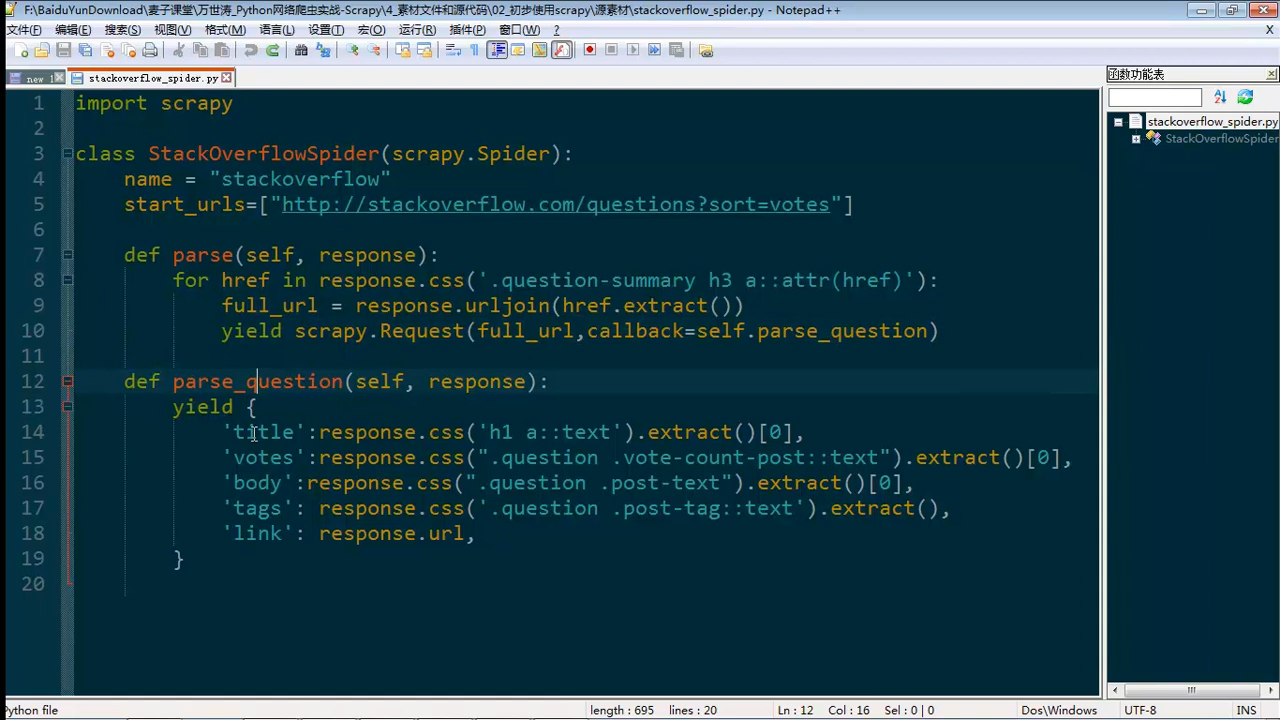 F:\BaiduYunDownload\麦子课堂\万世涛_Python网络爬虫实战-Scrapy\4_素材文件和源代码\02_初步使用scrapy\源素材\stackoverflow_spider.py - Notepad++
文件(F) 编辑(E) 搜索(S) 视图(V) 格式(M) 语言(L) 设置(T) 宏(O) 运行(R) 插件(P) 窗口(W) ? X
new 1 stackoverflow_spider.py
函数功能表
stackoverflow_spider.py
StackOverflowSpider
1 import scrapy
2
3 class StackOverflowSpider(scrapy.Spider):
4 name = "stackoverflow"
5 start_urls=["http://stackoverflow.com/questions?sort=votes"]
6
7 def parse(self, response):
8 for href in response.css('.question-summary h3 a::attr(href)'):
9 full_url = response.urljoin(href.extract())
10 yield scrapy.Request(full_url,callback=self.parse_question)
11
12 def parse_question(self, response):
13 yield {
14 'title':response.css('h1 a::text').extract()[0],
15 'votes':response.css(".question .vote-count-post::text").extract()[0],
16 'body':response.css(".question .post-text").extract()[0],
17 'tags': response.css('.question .post-tag::text').extract(),
18 'link': response.url,
19 }
20
Python file length : 695 lines : 20 Ln : 12 Col : 16 Sel : 0 | 0 Dos\Windows UTF-8 INS